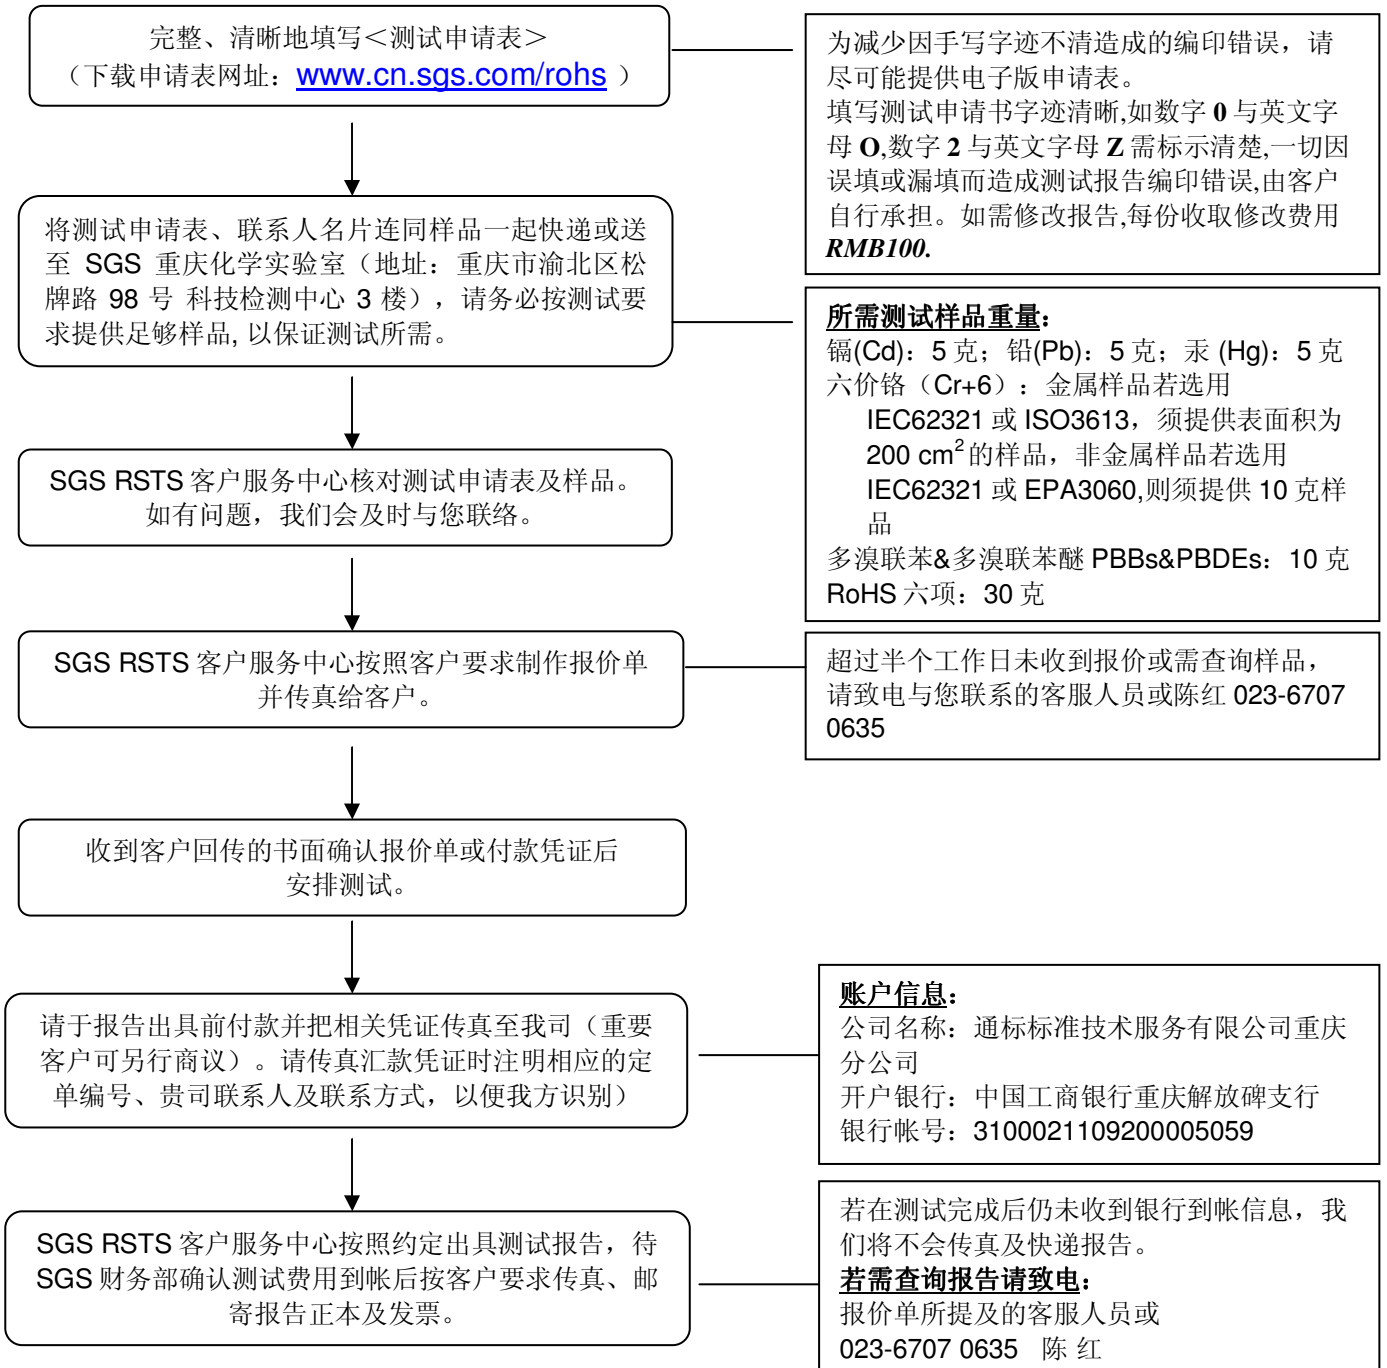 完整、清晰地填写＜测试申请表＞
（下载申请表网址：www.cn.sgs.com/rohs ）
为减少因手写字迹不清造成的编印错误，请
尽可能提供电子版申请表。
填写测试申请书字迹清晰,如数字 0 与英文字
母 O,数字 2 与英文字母 Z 需标示清楚,一切因
误填或漏填而造成测试报告编印错误,由客户
自行承担。如需修改报告,每份收取修改费用
RMB100.
将测试申请表、联系人名片连同样品一起快递或送
至 SGS 重庆化学实验室（地址：重庆市渝北区松
牌路 98 号 科技检测中心 3 楼），请务必按测试要
求提供足够样品, 以保证测试所需。
所需测试样品重量：
镉(Cd)：5 克；铅(Pb)：5 克；汞 (Hg)：5 克
六价铬（Cr+6）：金属样品若选用
IEC62321 或 ISO3613，须提供表面积为
200 cm²的样品，非金属样品若选用
IEC62321 或 EPA3060,则须提供 10 克样
品
多溴联苯&多溴联苯醚 PBBs&PBDEs：10 克
RoHS 六项：30 克
SGS RSTS 客户服务中心核对测试申请表及样品。
如有问题，我们会及时与您联络。
SGS RSTS 客户服务中心按照客户要求制作报价单
并传真给客户。
超过半个工作日未收到报价或需查询样品，
请致电与您联系的客服人员或陈红 023-6707
0635
收到客户回传的书面确认报价单或付款凭证后
安排测试。
请于报告出具前付款并把相关凭证传真至我司（重要
客户可另行商议）。请传真汇款凭证时注明相应的定
单编号、贵司联系人及联系方式，以便我方识别）
账户信息：
公司名称：通标标准技术服务有限公司重庆
分公司
开户银行：中国工商银行重庆解放碑支行
银行帐号：3100021109200005059
SGS RSTS 客户服务中心按照约定出具测试报告，待
SGS 财务部确认测试费用到帐后按客户要求传真、邮
寄报告正本及发票。
若在测试完成后仍未收到银行到帐信息，我
们将不会传真及快递报告。
若需查询报告请致电：
报价单所提及的客服人员或
023-6707 0635 陈 红